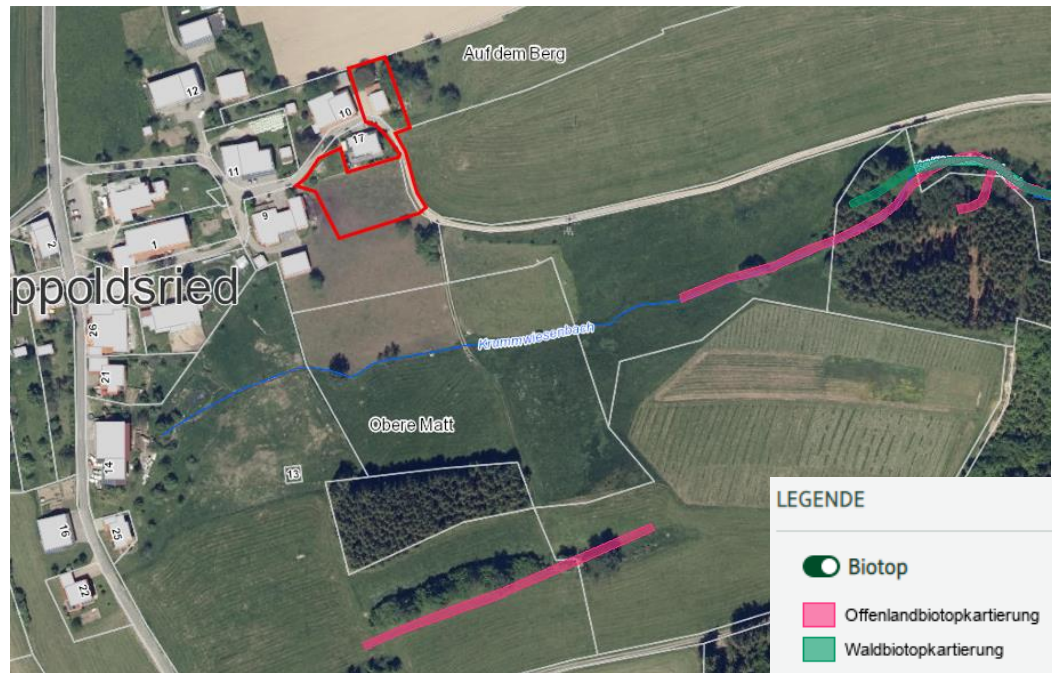 Auf dem Berg
12
10
17
11
9
2
1
ppoldsried
26
Krummwiesenbach
21
Obere Matt
14
13
16
25
22
LEGENDE
Biotop
Offenlandbiotopkartierung
Waldbiotopkartierung